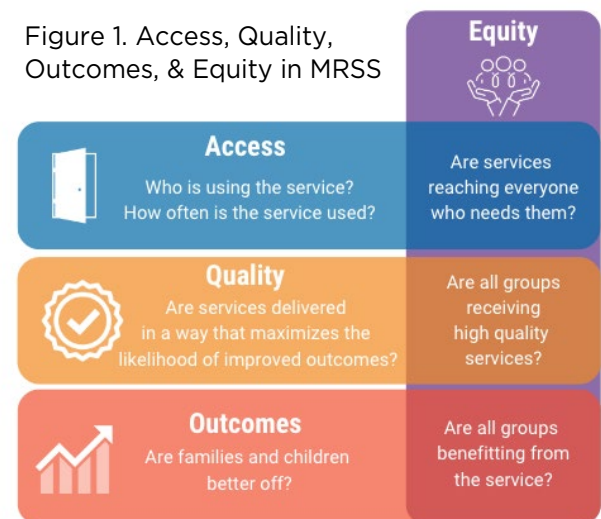 Figure 1. Access, Quality,
Outcomes, & Equity in MRSS
Equity
Access
Who is using the service?
How often is the service used?
Are services
reaching everyone
who needs them?
Quality
Are services delivered
in a way that maximizes the
likelihood of improved outcomes?
Are all groups
receiving
high quality
services?
Outcomes
Are families and children
better off?
Are all groups
benefitting from
the service?